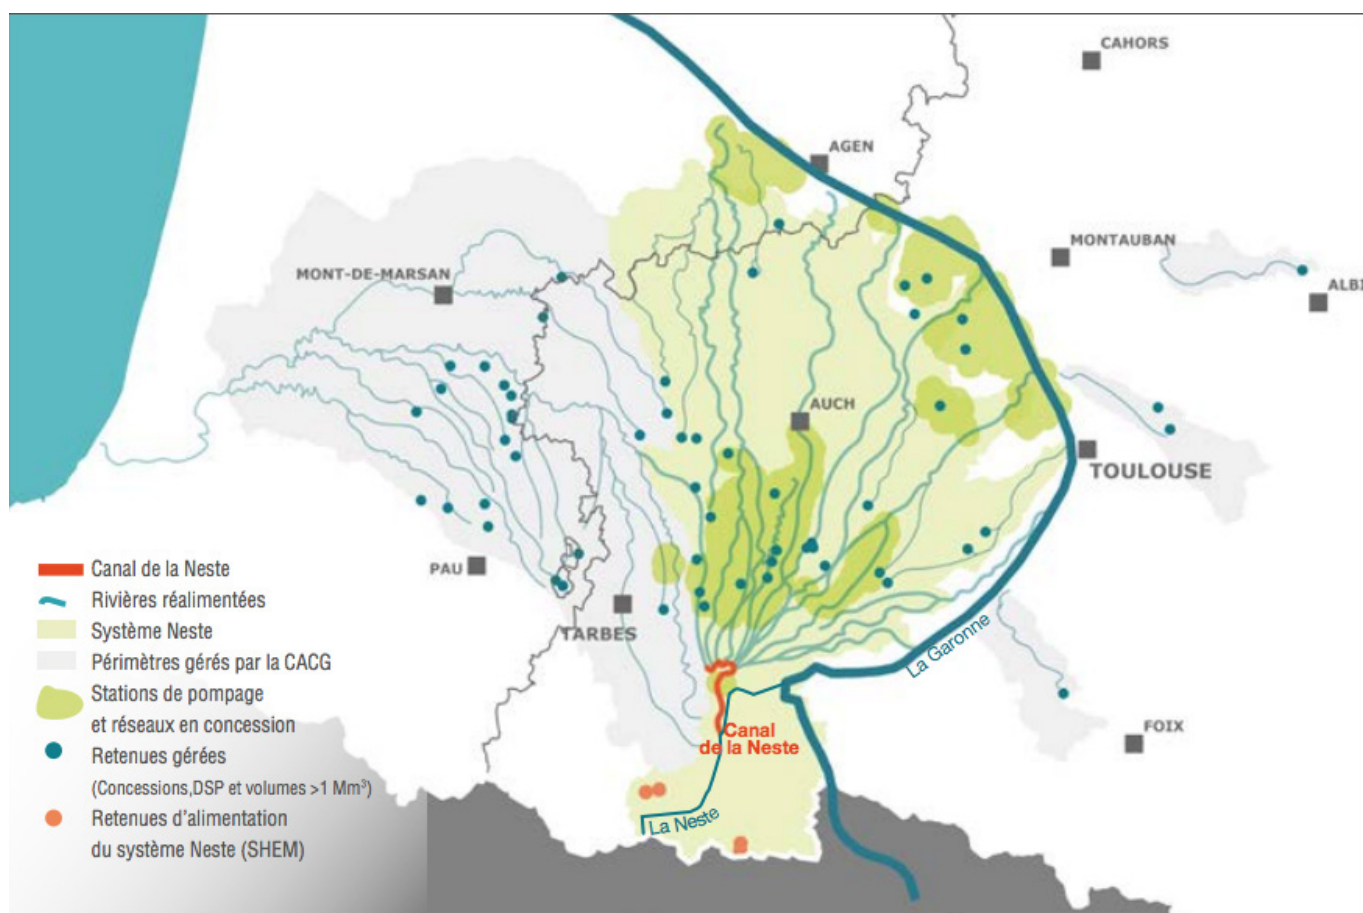 CAHORS
AGEN
MONTAUBAN
ALBI
MONT-DE-MARSAN
AUCH
TOULOUSE
PAU
TARBES
La Garonne
FOIX
Canal
de la Neste
La Neste
Canal de la Neste
Rivières réalimentées
Système Neste
Périmètres gérés par la CACG
Stations de pompage
et réseaux en concession
Retenues gérées
(Concessions,DSP et volumes >1 Mm³)
Retenues d'alimentation
du système Neste (SHEM)